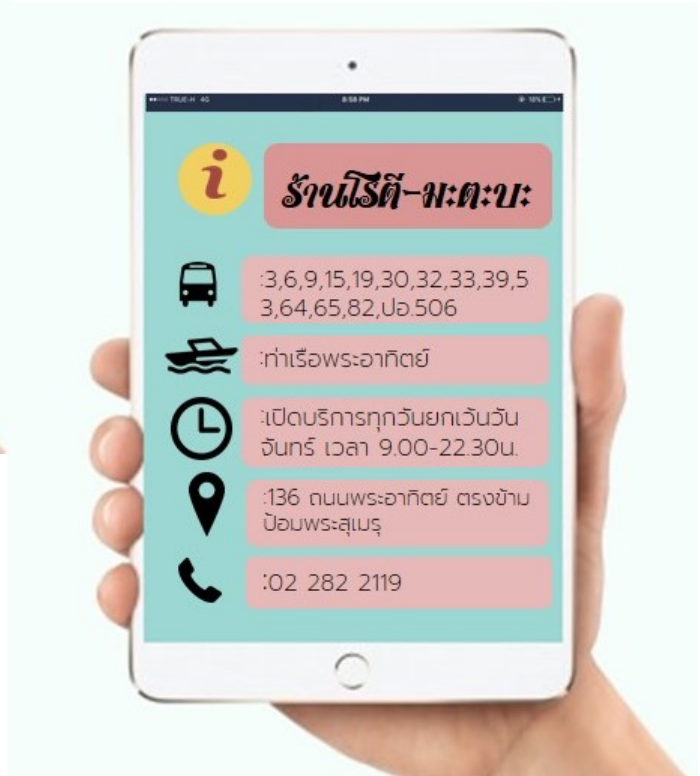 TRUE-H 4G 8:58 PM
i
ร้านโรตี-มะตะบะ
:3,6,9,15,19,30,32,33,39,5
3,64,65,82,ปอ.506
:ท่าเรือพระอาทิตย์
:เปิดบริการทุกวันยกเว้นวัน
จันทร์ เวลา 9.00-22.30น.
:136 ถนนพระอาทิตย์ ตรงข้าม
ป้อมพระสุเมรุ
:02 282 2119